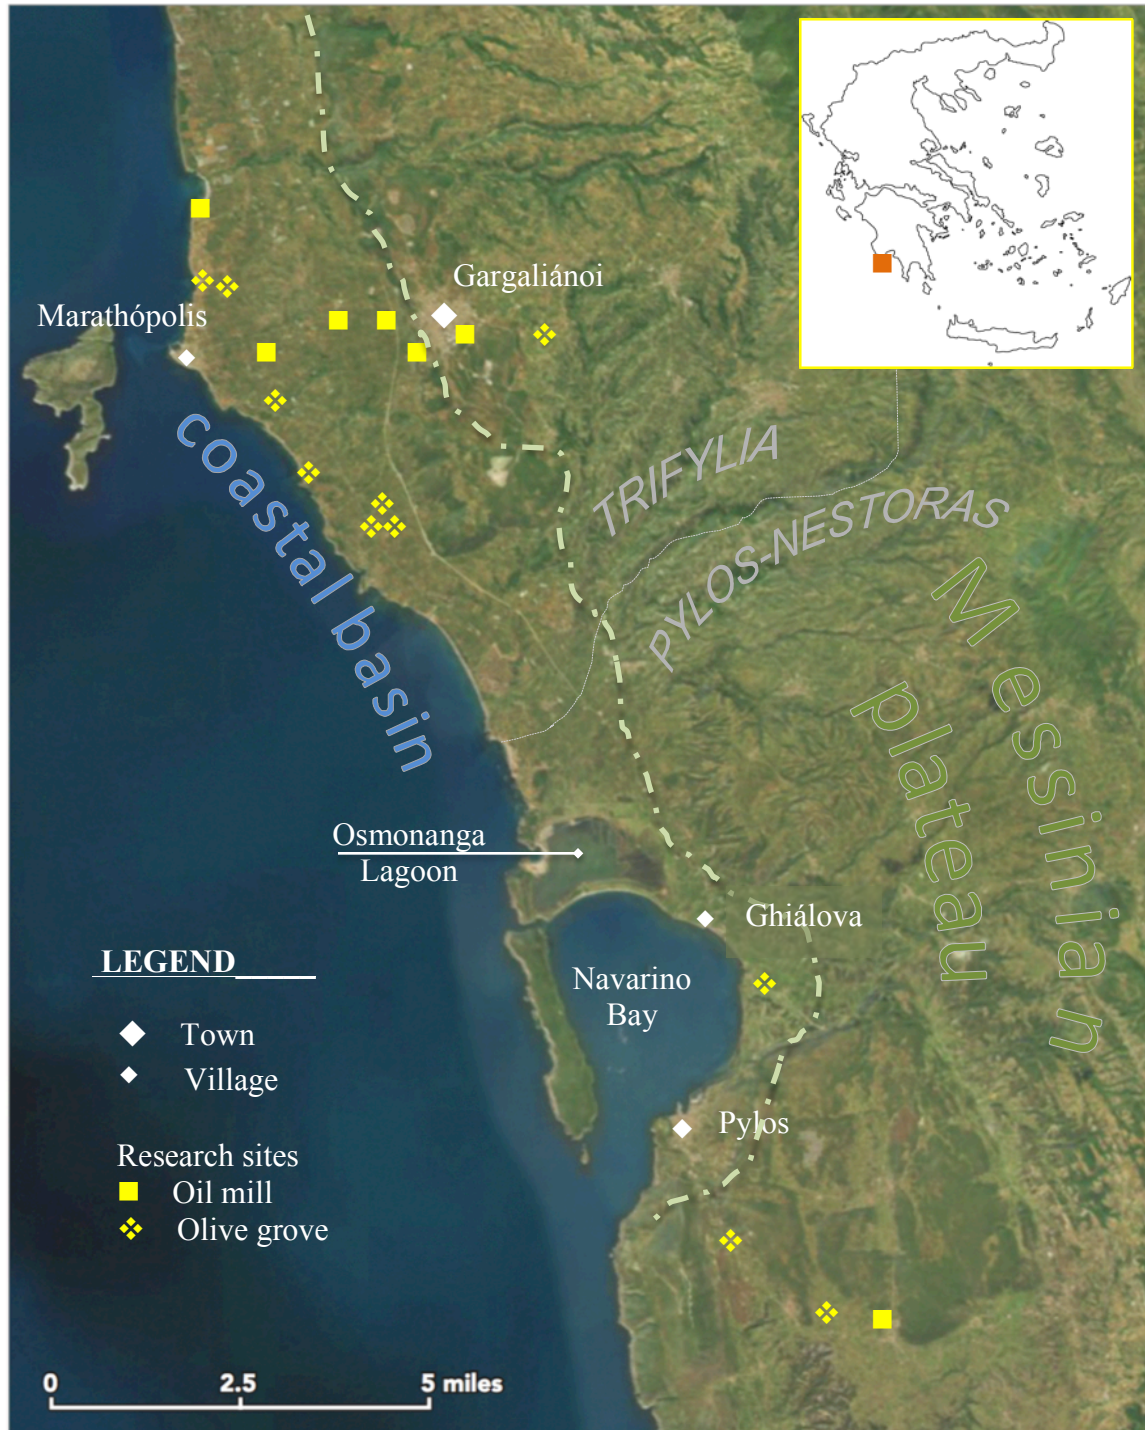 Gargaliánoi
Marathópolis
coastal basin
TRIFYLIA
PYLOS-NESTORAS
Messinian
plateau
Osmonanga
Lagoon
Ghiálova
Navarino
Bay
Pylos
LEGEND
Town
Village
Research sites
Oil mill
Olive grove
0 2.5 5 miles